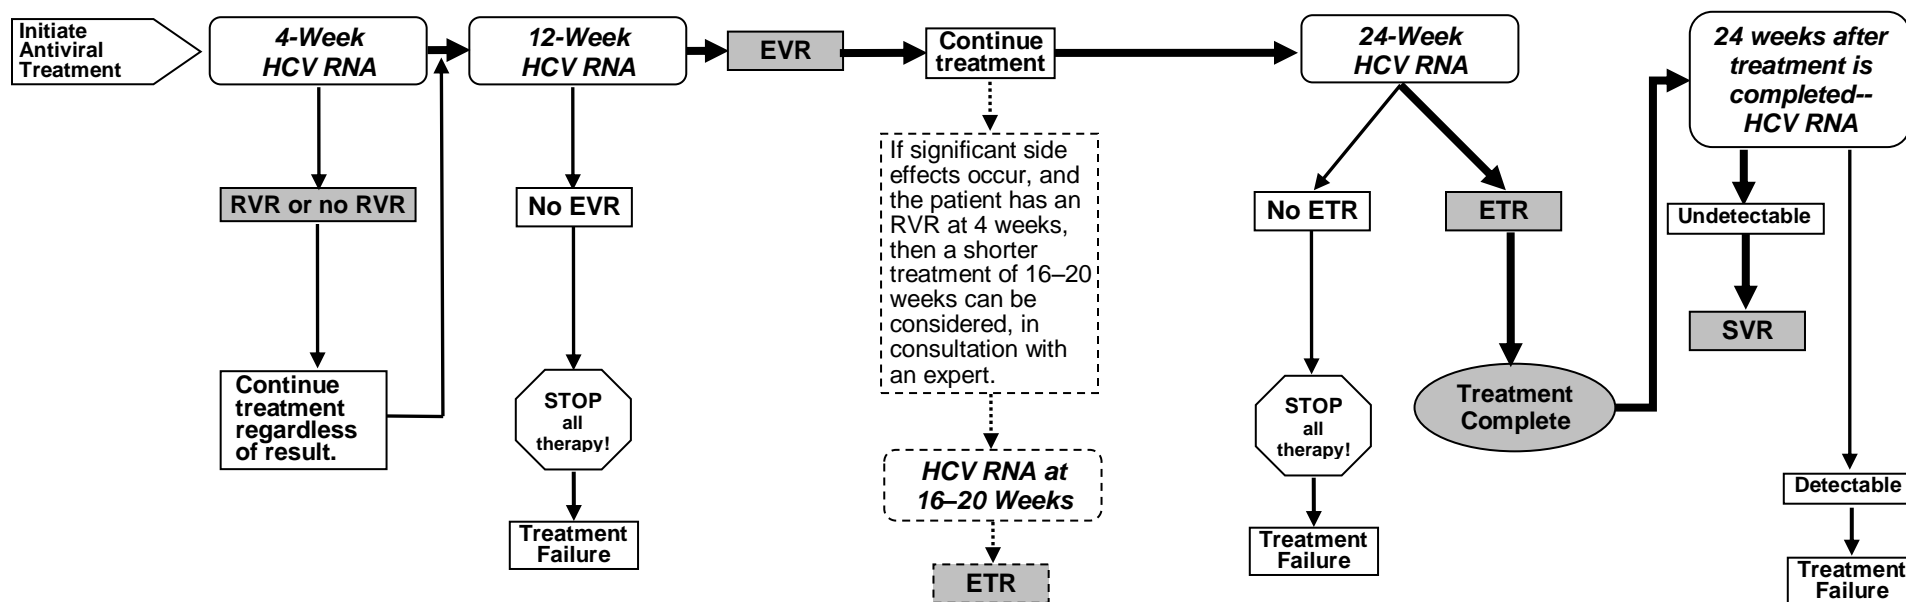 Initiate
Antiviral
Treatment
4-Week
HCV RNA
12-Week
HCV RNA
EVR
Continue
treatment
24-Week
HCV RNA
24 weeks after
treatment is
completed--
HCV RNA
RVR or no RVR
No EVR
If significant side
effects occur, and
the patient has an
RVR at 4 weeks,
then a shorter
treatment of 16–20
weeks can be
considered, in
consultation with
an expert.
No ETR
ETR
Undetectable
SVR
Continue
treatment
regardless
of result.
STOP
all
therapy!
STOP
all
therapy!
Treatment
Complete
HCV RNA at
16–20 Weeks
Detectable
Treatment
Failure
ETR
Treatment
Failure
Treatment
Failure